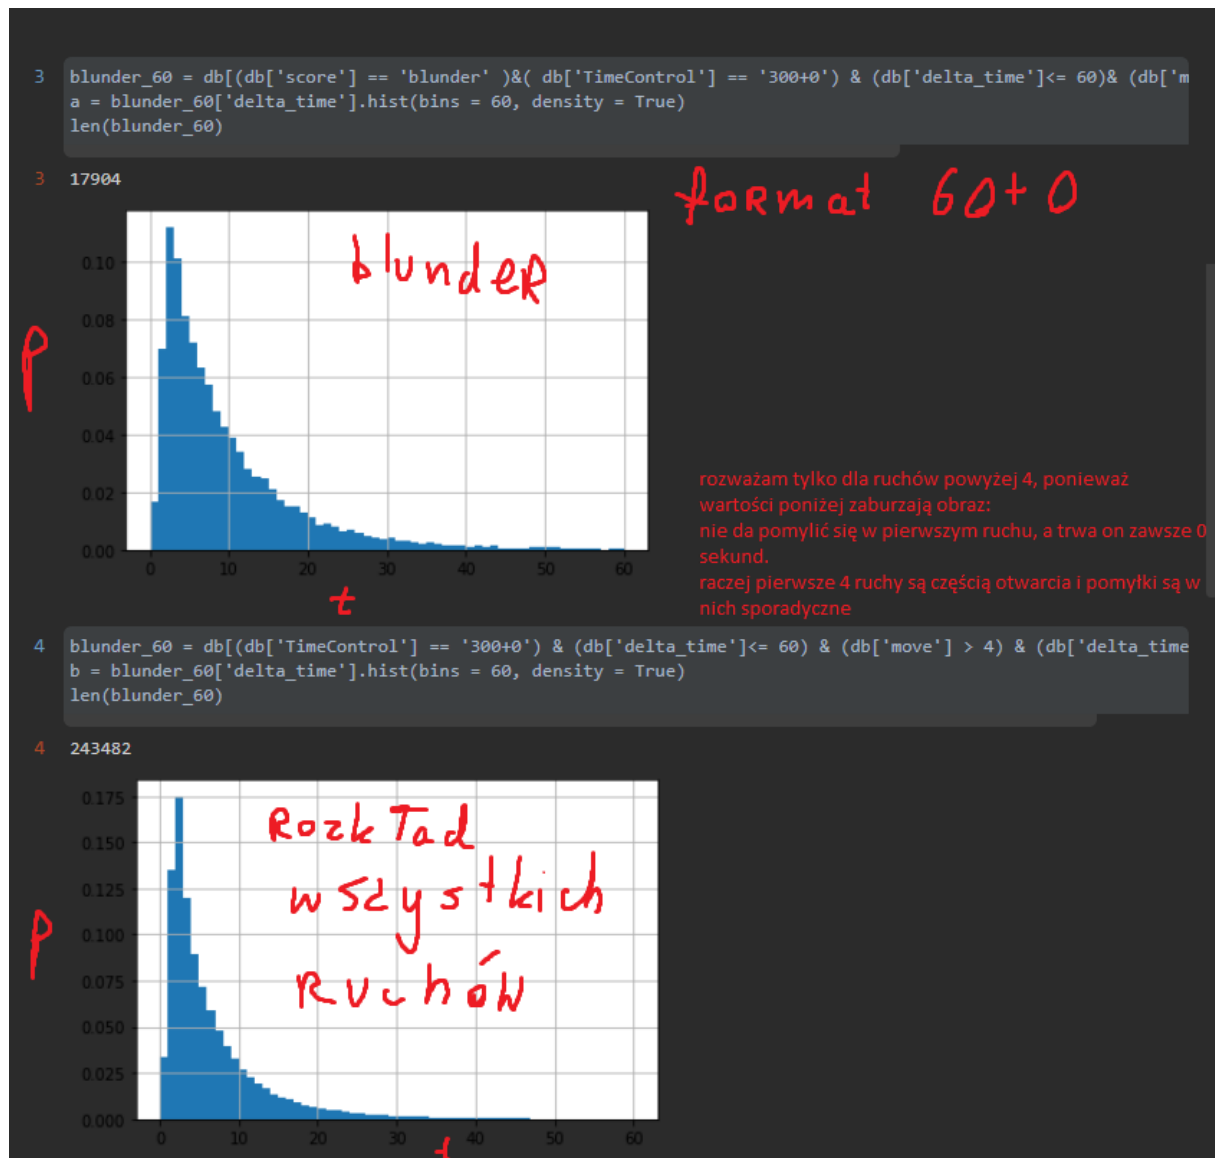 3 blunder_60 = db[(db['score'] == 'blunder' )&( db['TimeControl'] == '300+0') & (db['delta_time']<= 60)& (db['m
a = blunder_60['delta_time'].hist(bins = 60, density = True)
len(blunder_60)
3 17904
format 60+0
blunder
0.10
0.08
0.06
0.04
0.02
0.00
P
0 10 20 30 40 50 60
t
rozważam tylko dla ruchów powyżej 4, ponieważ
wartości poniżej zaburzają obraz:
nie da pomylić się w pierwszym ruchu, a trwa on zawsze 0
sekund.
raczej pierwsze 4 ruchy są częścią otwarcia i pomyłki są w
nich sporadyczne
4 blunder_60 = db[(db['TimeControl'] == '300+0') & (db['delta_time']<= 60) & (db['move'] > 4) & (db['delta_time
b = blunder_60['delta_time'].hist(bins = 60, density = True)
len(blunder_60)
4 243482
Rozkład
wszystkich
Ruchów
0.175
0.150
0.125
0.100
0.075
0.050
0.025
0.000
P
0 10 20 30 40 50 60
t